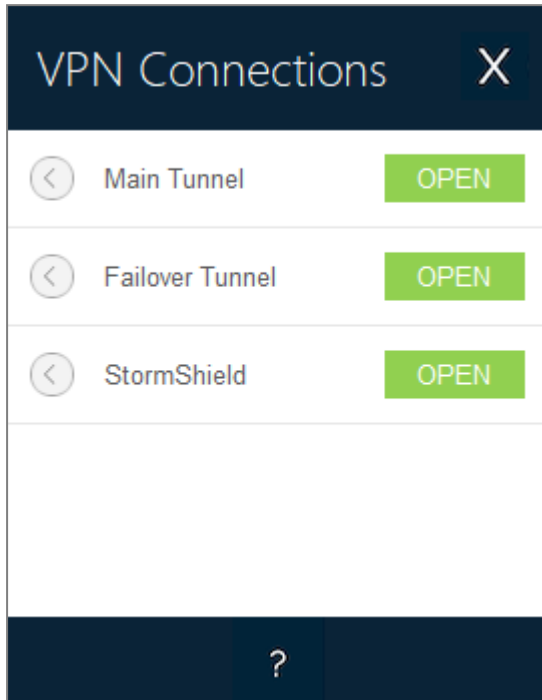 VPN Connections X
Main Tunnel OPEN
Failover Tunnel OPEN
StormShield OPEN
?